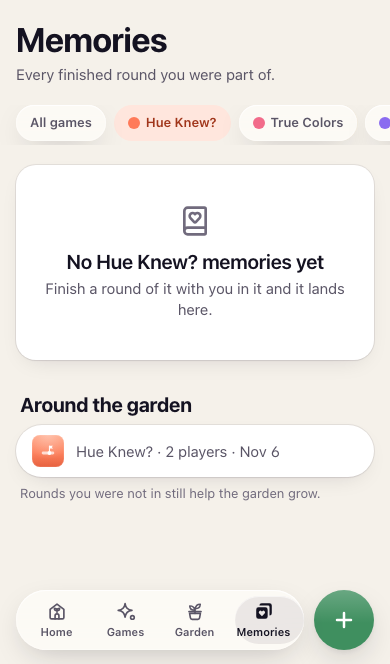 Memories
Every finished round you were part of.
All games
Hue Knew?
True Colors
No Hue Knew? memories yet
Finish a round of it with you in it and it lands
here.
Around the garden
Hue Knew? · 2 players · Nov 6
Rounds you were not in still help the garden grow.
Home
Games
Garden
Memories